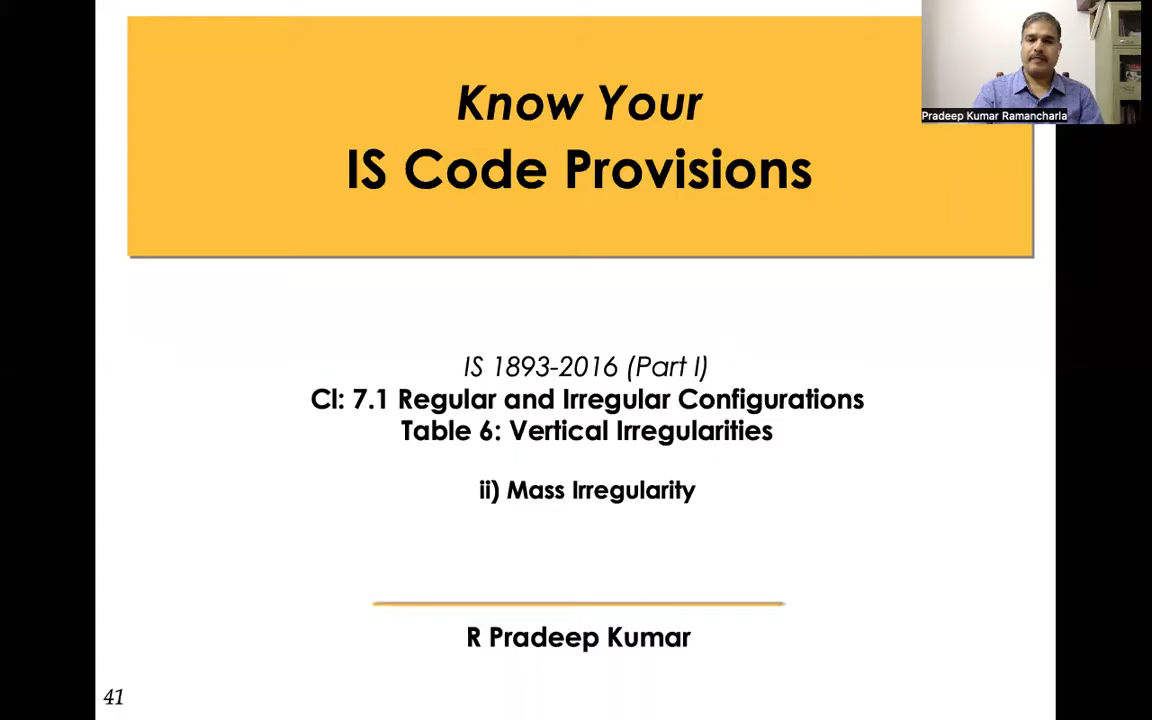 Know Your
IS Code Provisions
Pradeep Kumar Ramancharla
IS 1893-2016 (Part I)
Cl: 7.1 Regular and Irregular Configurations
Table 6: Vertical Irregularities
ii) Mass Irregularity
R Pradeep Kumar
41